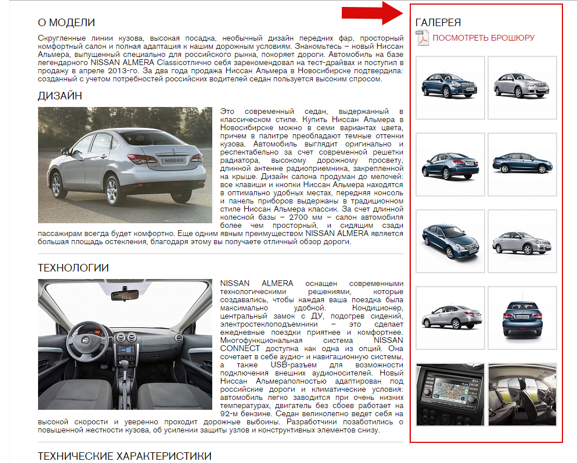 О МОДЕЛИ
Скругленные линии кузова, высокая посадка, необычный дизайн передних фар, просторный
комфортный салон и полная адаптация к нашим дорожным условиям. Знакомьтесь – новый Ниссан
Альмера, выпущенный специально для российского рынка, покоряет дороги. Автомобиль на базе
легендарного NISSAN ALMERA Classicотлично себя зарекомендовал на тест-драйвах и поступил в
продажу в апреле 2013-го. За два года продажа Ниссан Альмера в Новосибирске подтвердила:
созданный с учетом потребностей российских водителей седан пользуется высоким спросом.
ДИЗАЙН
Это современный седан, выдержанный в
классическом стиле. Купить Ниссан Альмера в
Новосибирске можно в семи вариантах цвета,
причем в палитре преобладают темные оттенки
кузова. Автомобиль выглядит оригинально и
респектабельно за счет современной решетки
радиатора, высокому дорожному просвету,
длинной антенне радиоприемника, закрепленной
на крыше. Дизайн салона продуман до мелочей:
все клавиши и кнопки Ниссан Альмера находятся
в оптимально удобных местах, передняя консоль
и панель приборов выдержаны в традиционном
стиле Ниссан Альмера классик. За счет длинной
колесной базы – 2700 мм – салон автомобиля
более чем просторный, и сидящим сзади
пассажирам всегда будет комфортно. Еще одним явным преимуществом NISSAN ALMERA является
большая площадь остекления, благодаря этому вы получаете отличный обзор дороги.
ТЕХНОЛОГИИ
NISSAN ALMERA оснащен современными
технологическими решениями, которые
создавались, чтобы каждая ваша поездка была
максимально удобной. Кондиционер,
центральный замок с ДУ, подогрев сидений,
электростеклоподъемники – это сделает
ежедневные поездки приятнее и комфортнее.
Многофункциональная система NISSAN
CONNECT доступна как одна из опций. Она
сочетает в себе аудио- и навигационную системы,
а также USB-разъем для возможности
подключения внешних аудионосителей. Новый
Ниссан Альмераполностью адаптирован под
российские дороги и климатические условия:
автомобиль легко заводится при очень низких
температурах, двигатель без сбоев работает на
92-м бензине. Седан великолепно ведет себя на
высокой скорости и уверенно проходит дорожные выбоины. Разработчики позаботились о
повышенной жесткости кузова, об усилении защиты узлов и конструктивных элементов снизу.
ТЕХНИЧЕСКИЕ ХАРАКТЕРИСТИКИ
ГАЛЕРЕЯ
ПОСМОТРЕТЬ БРОШЮРУ